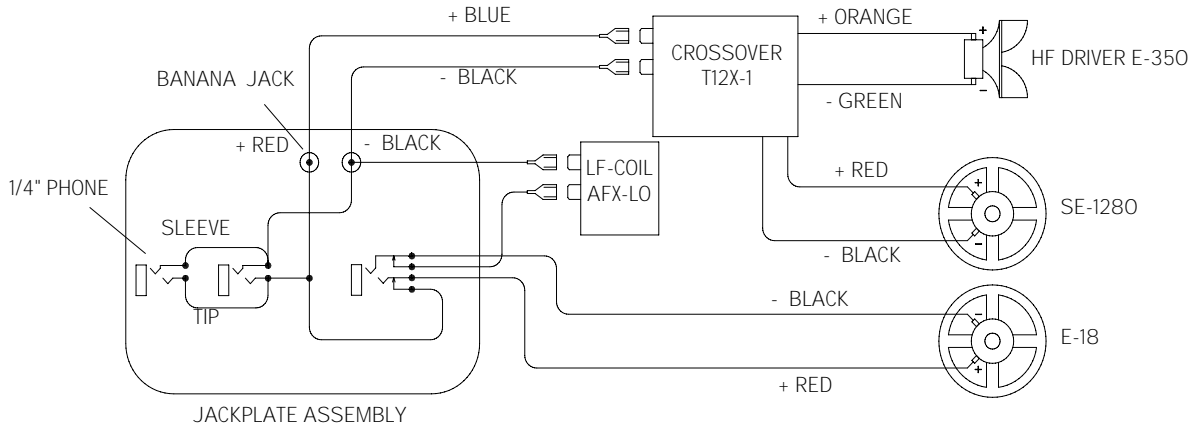 + BLUE
+ ORANGE
CROSSOVER
T12X-1
HF DRIVER E-350
+
-
- BLACK
BANANA JACK
- GREEN
+ RED
- BLACK
LF-COIL
AFX-LO
+ RED
1/4" PHONE
SE-1280
+
-
SLEEVE
- BLACK
TIP
- BLACK
-
E-18
+
+ RED
JACKPLATE ASSEMBLY